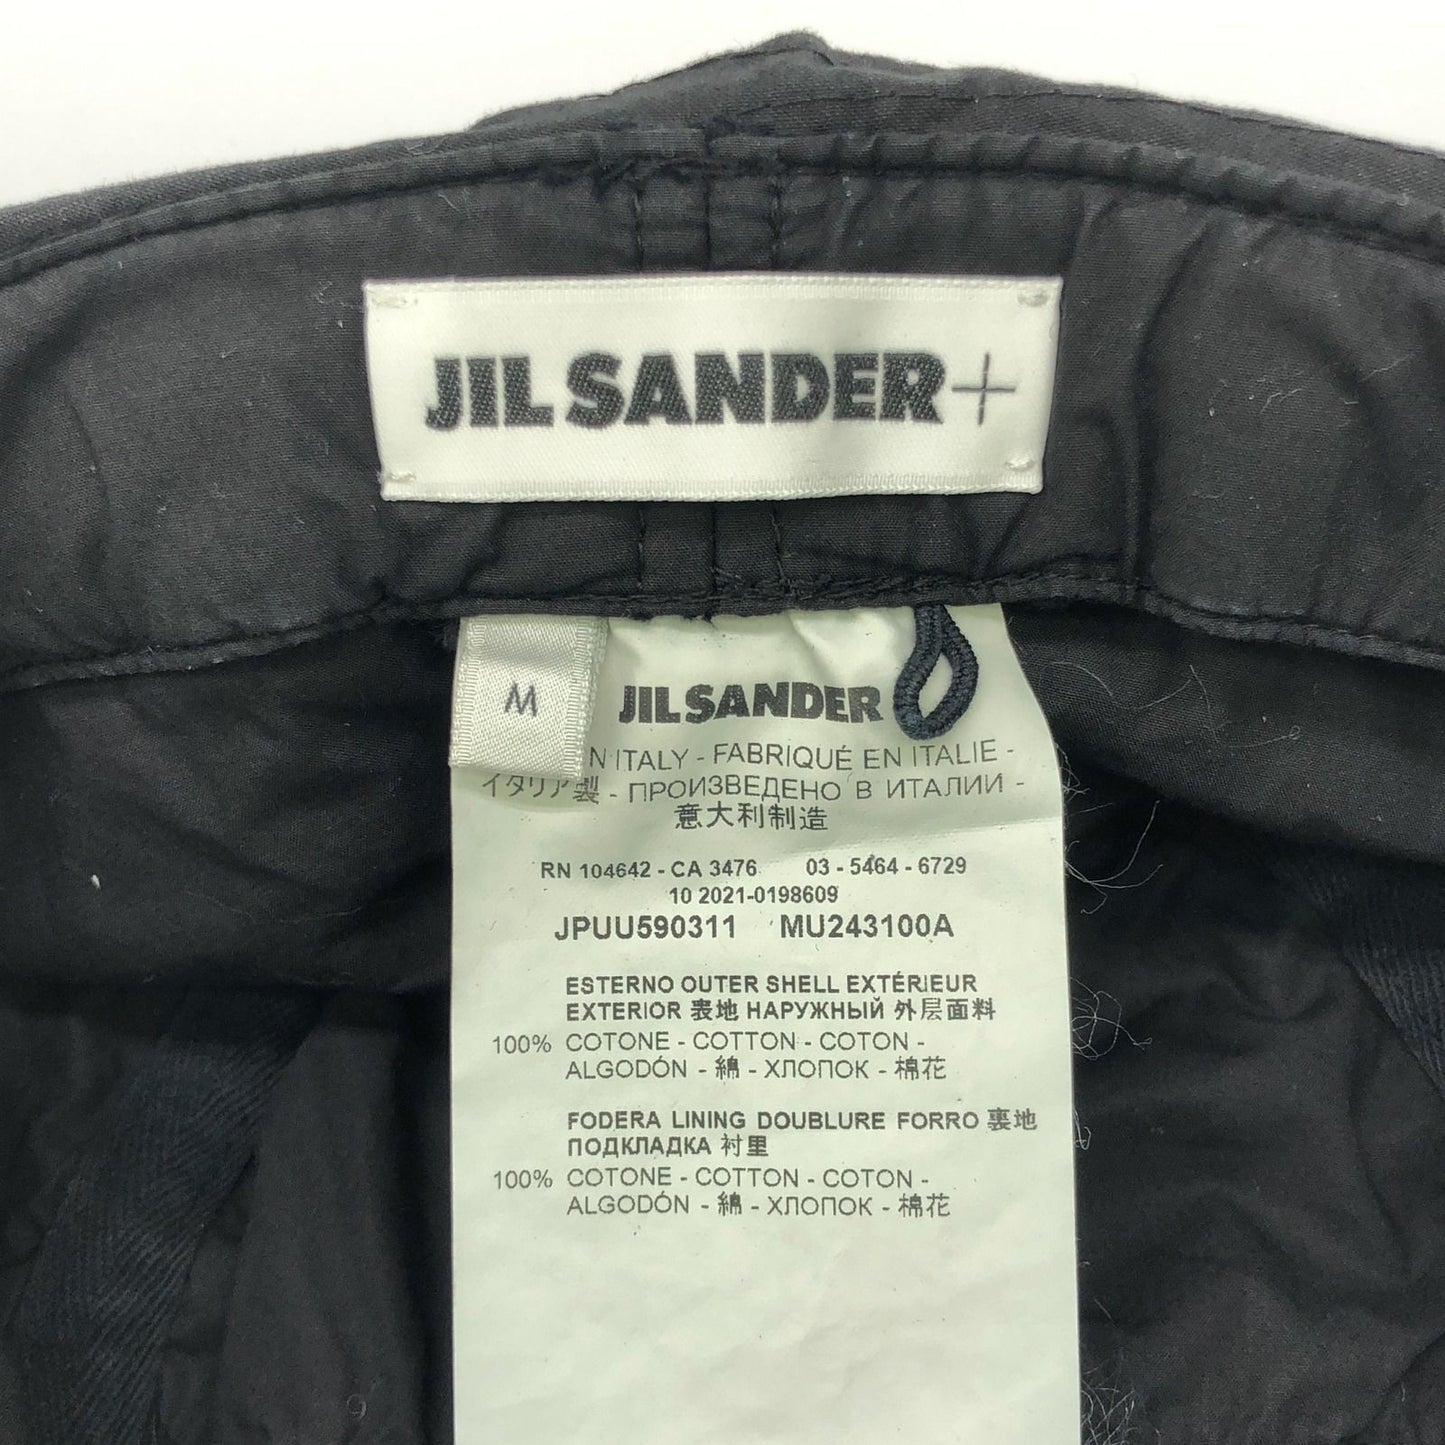 JIL SANDER+
M
JIL SANDER
N ITALY - FABRIQUÉ EN ITALIE -
イタリア製 - ПРОИЗВЕДЕНО В ИТАЛИИ -
意大利制造
RN 104642 - CA 3476 03 - 5464 - 6729
10 2021-0198609
JPUU590311 MU243100A
ESTERNO OUTER SHELL EXTÉRIEUR
EXTERIOR 表地 НАРУЖНЫЙ 外层面料
100% COTONE - COTTON - COTON -
ALGODÓN - 綿 - ХЛОПОК - 棉花
FODERA LINING DOUBLURE FORRO 裏地
ПОДКЛАДКА 衬里
100% COTONE - COTTON - COTON -
ALGODÓN - 綿 - ХЛОПОК - 棉花